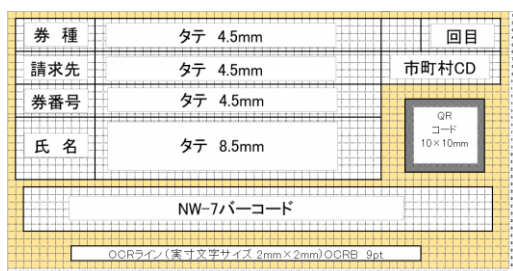 券 種 タテ 4.5mm 回目
請求先 タテ 4.5mm 市町村CD
券番号 タテ 4.5mm
氏 名 タテ 8.5mm
QR
コード
10×10mm
NW-7バーコード
OCRライン(実寸文字サイズ 2mm×2mm)OCRB 9pt